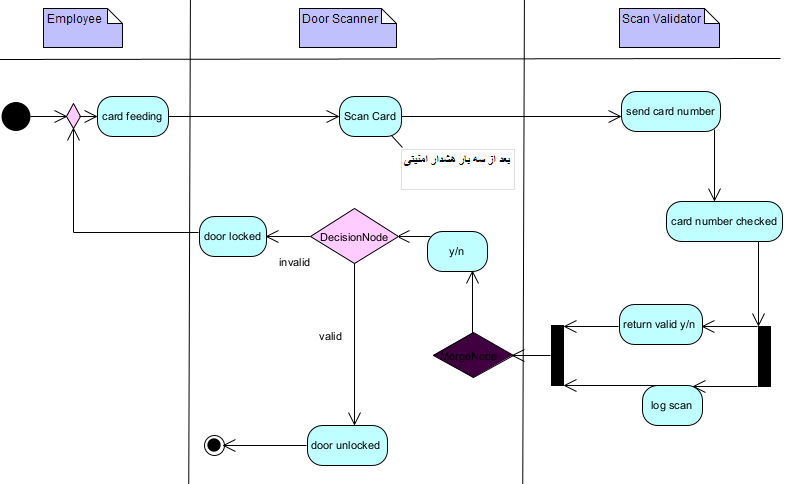 Employee
Door Scanner
Scan Validator
card feeding
Scan Card
send card number
بعد از سه بار هشدار امنیتی
card number checked
door locked
DecisionNode
y/n
invalid
valid
return valid y/n
MergeNode
log scan
door unlocked